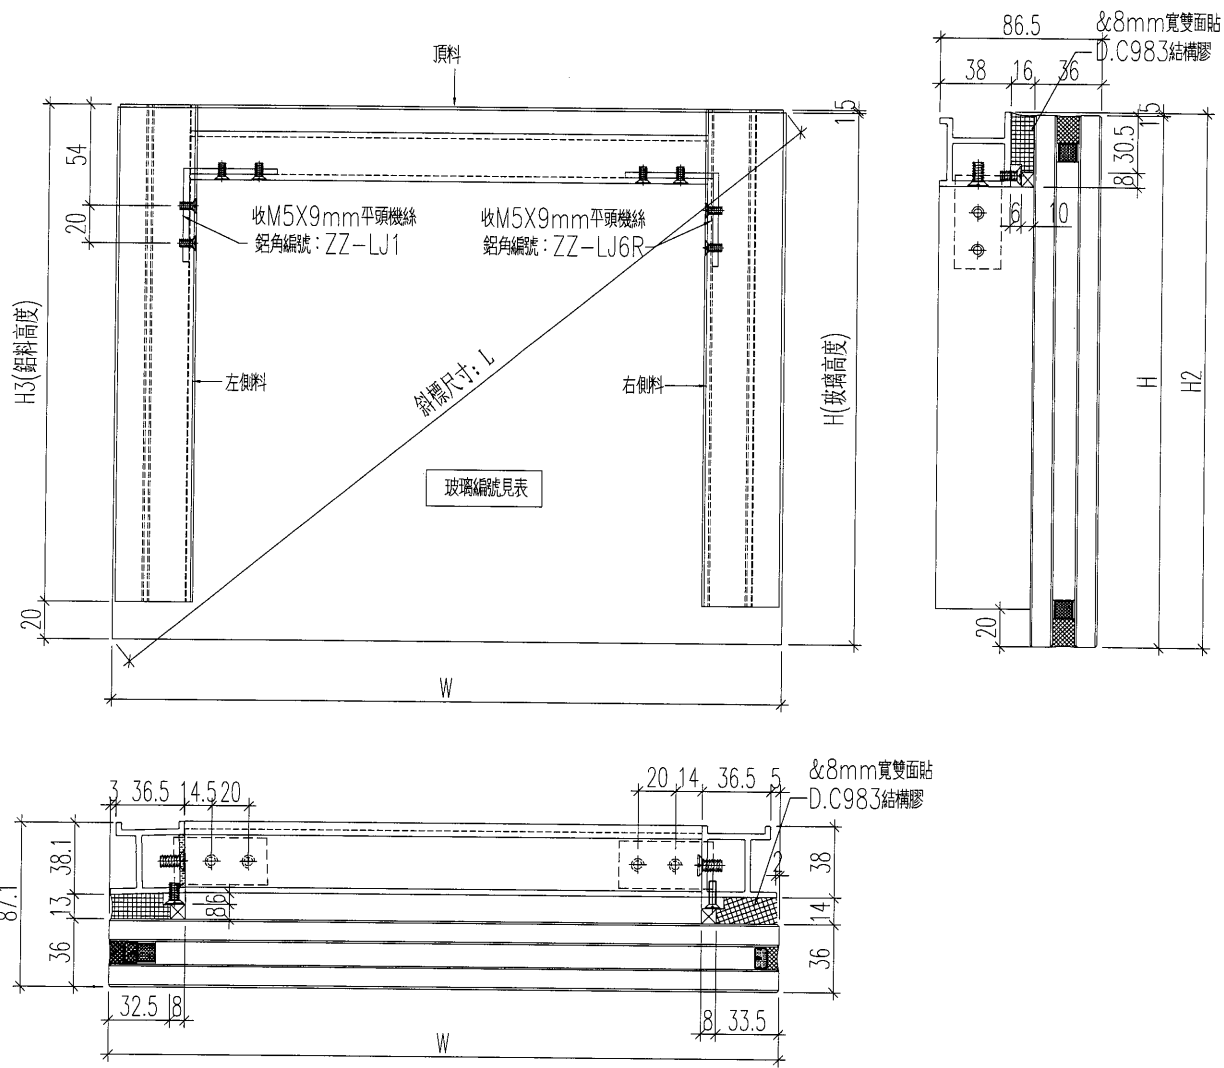 頂料
54
20
H3(鋁料高度)
20
收M5X9mm平頭機絲
鋁角編號：ZZ-LJ1
收M5X9mm平頭機絲
鋁角編號：ZZ-LJ6R
左側料
右側料
斜標尺寸：L
玻璃編號見表
1.5
H(玻璃高度)
W
86.5
&8mm寬雙面貼
D.C983結構膠
38
16
36
1.5
30.5
8
6
10
H
H2
20
3
36.5
14.5
20
20
14
36.5
5
&8mm寬雙面貼
D.C983結構膠
87.1
38.1
13
36
8
6
2
38
14
36
32.5
8
8
33.5
W